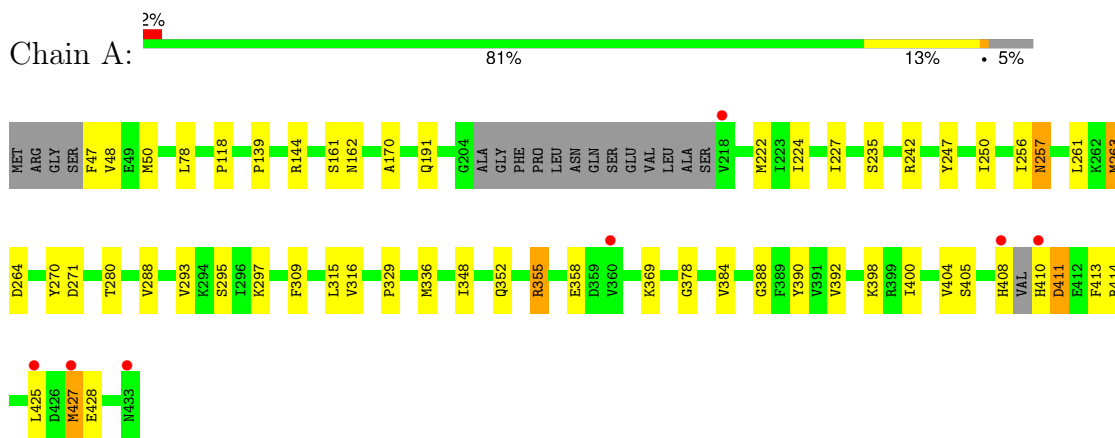 2%
Chain A:
81% 13% • 5%
MET ARG GLY SER F47 V48 E49 M50 L78 P118 P139 R144 S161 N162 A170 Q191 G204 ALA GLY PHE PRO LEU ASN GLN SER GLU VAL LEU ALA SER V218 M222 I223 I224 I227 S235 R242 Y247 I250 I256 N257 L261 K262 M263
D264 Y270 D271 T280 V288 V293 K294 S295 I296 K297 F309 L315 V316 P329 M336 I348 Q352 R355 E358 D359 V360 K369 G378 V384 G388 F389 Y390 V391 V392 K398 R399 I400 V404 S405 H408 VAL H410 D411 E412 F413
L425 D426 M427 E428 N433